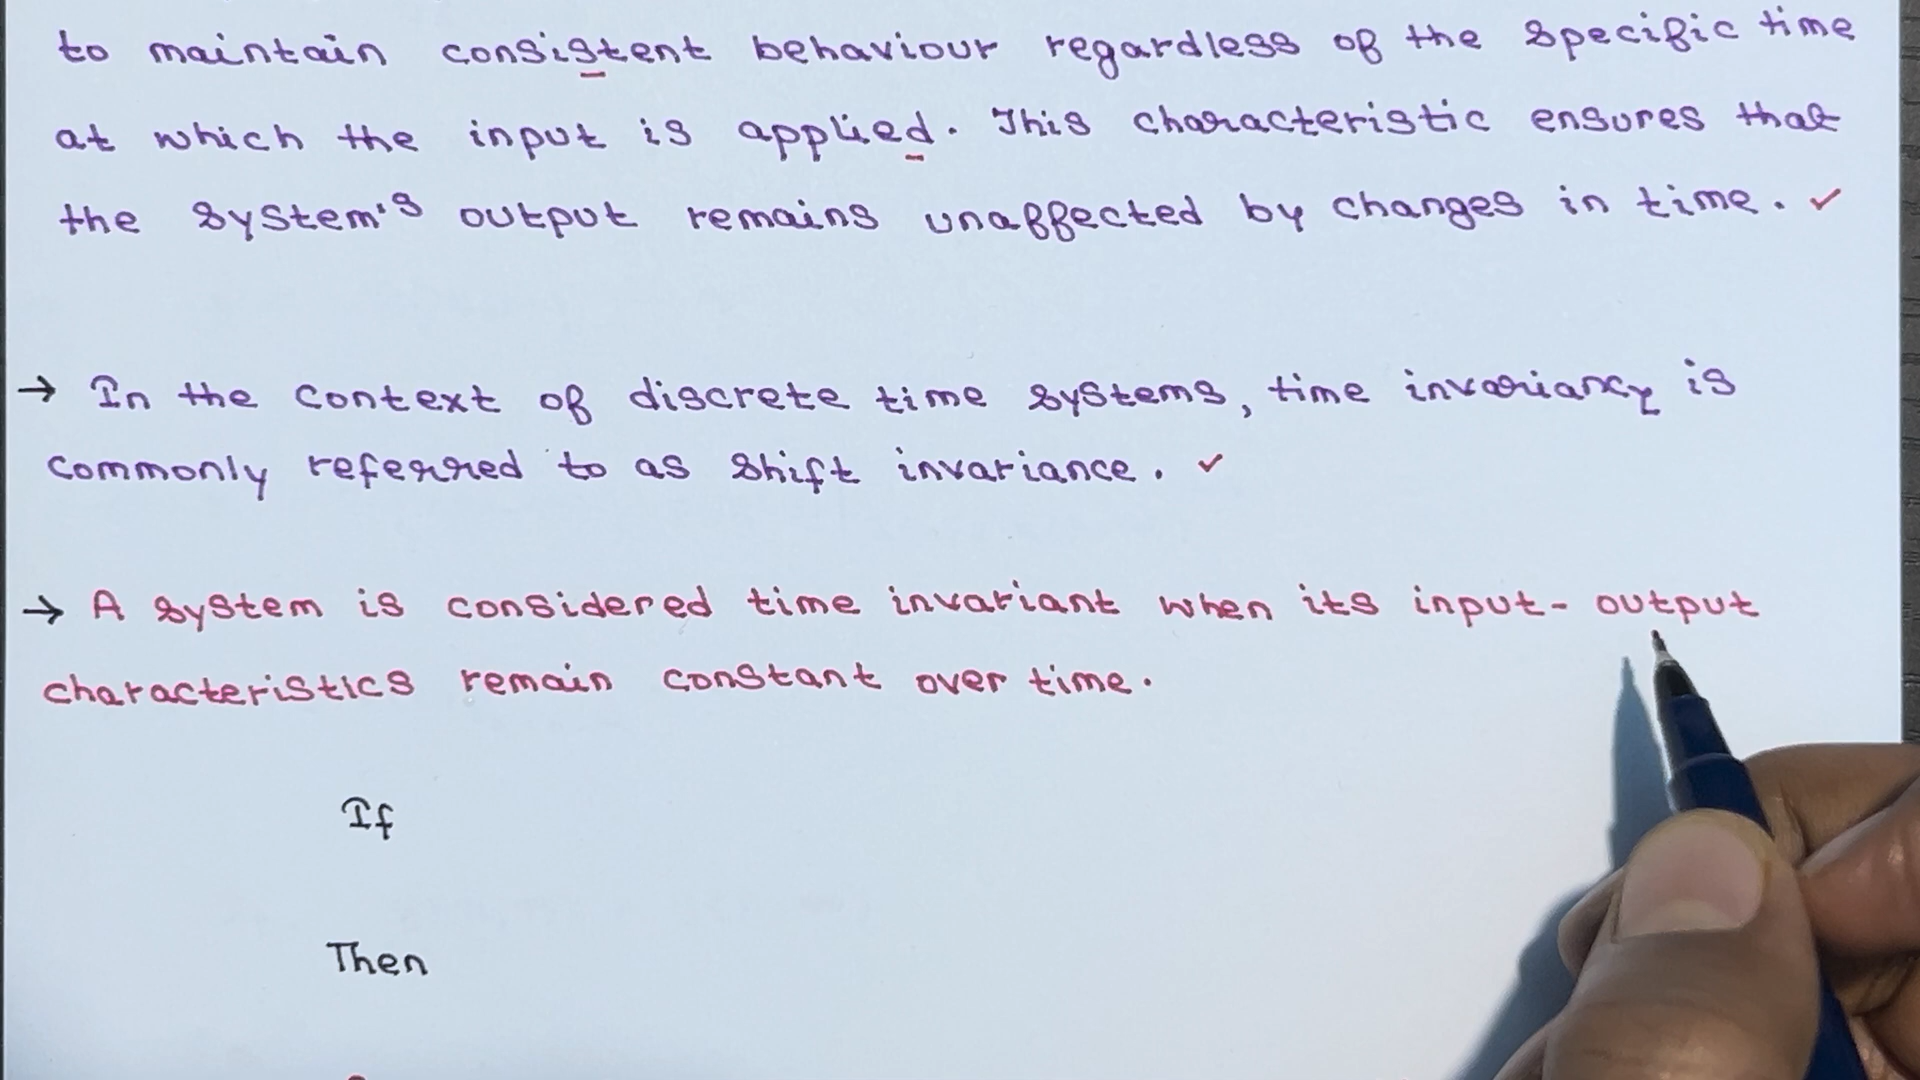 to maintain consistent behaviour regardless of the specific time
at which the input is applied. This characteristic ensures that
the system's output remains unaffected by changes in time. ✓
→ In the context of discrete time systems, time invariancy is
commonly referred to as shift invariance. ✓
→ A system is considered time invariant when its input-output
characteristics remain constant over time.
If
Then